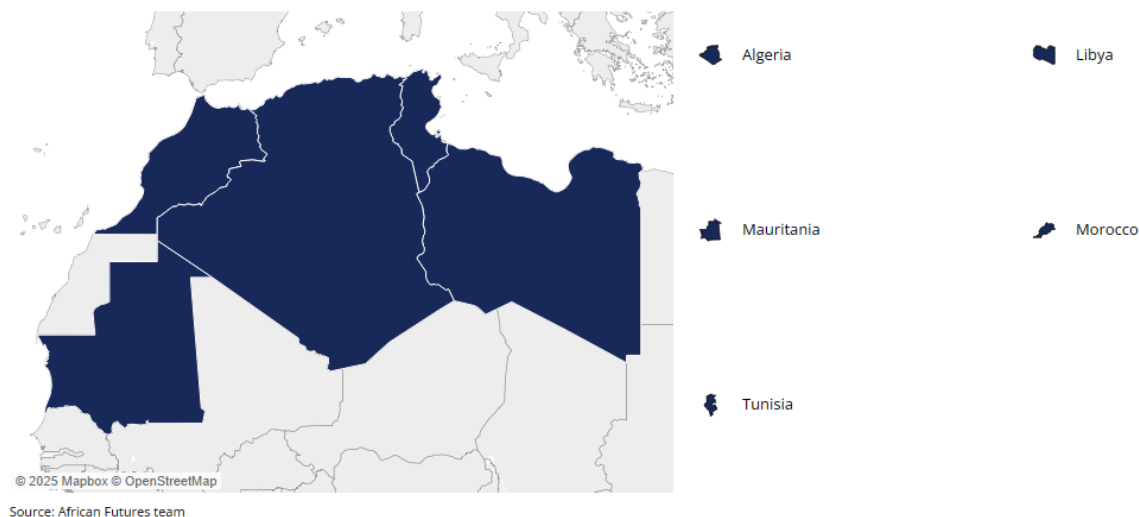 Algeria
Libya
Mauritania
Morocco
Tunisia
© 2025 Mapbox © OpenStreetMap
Source: African Futures team